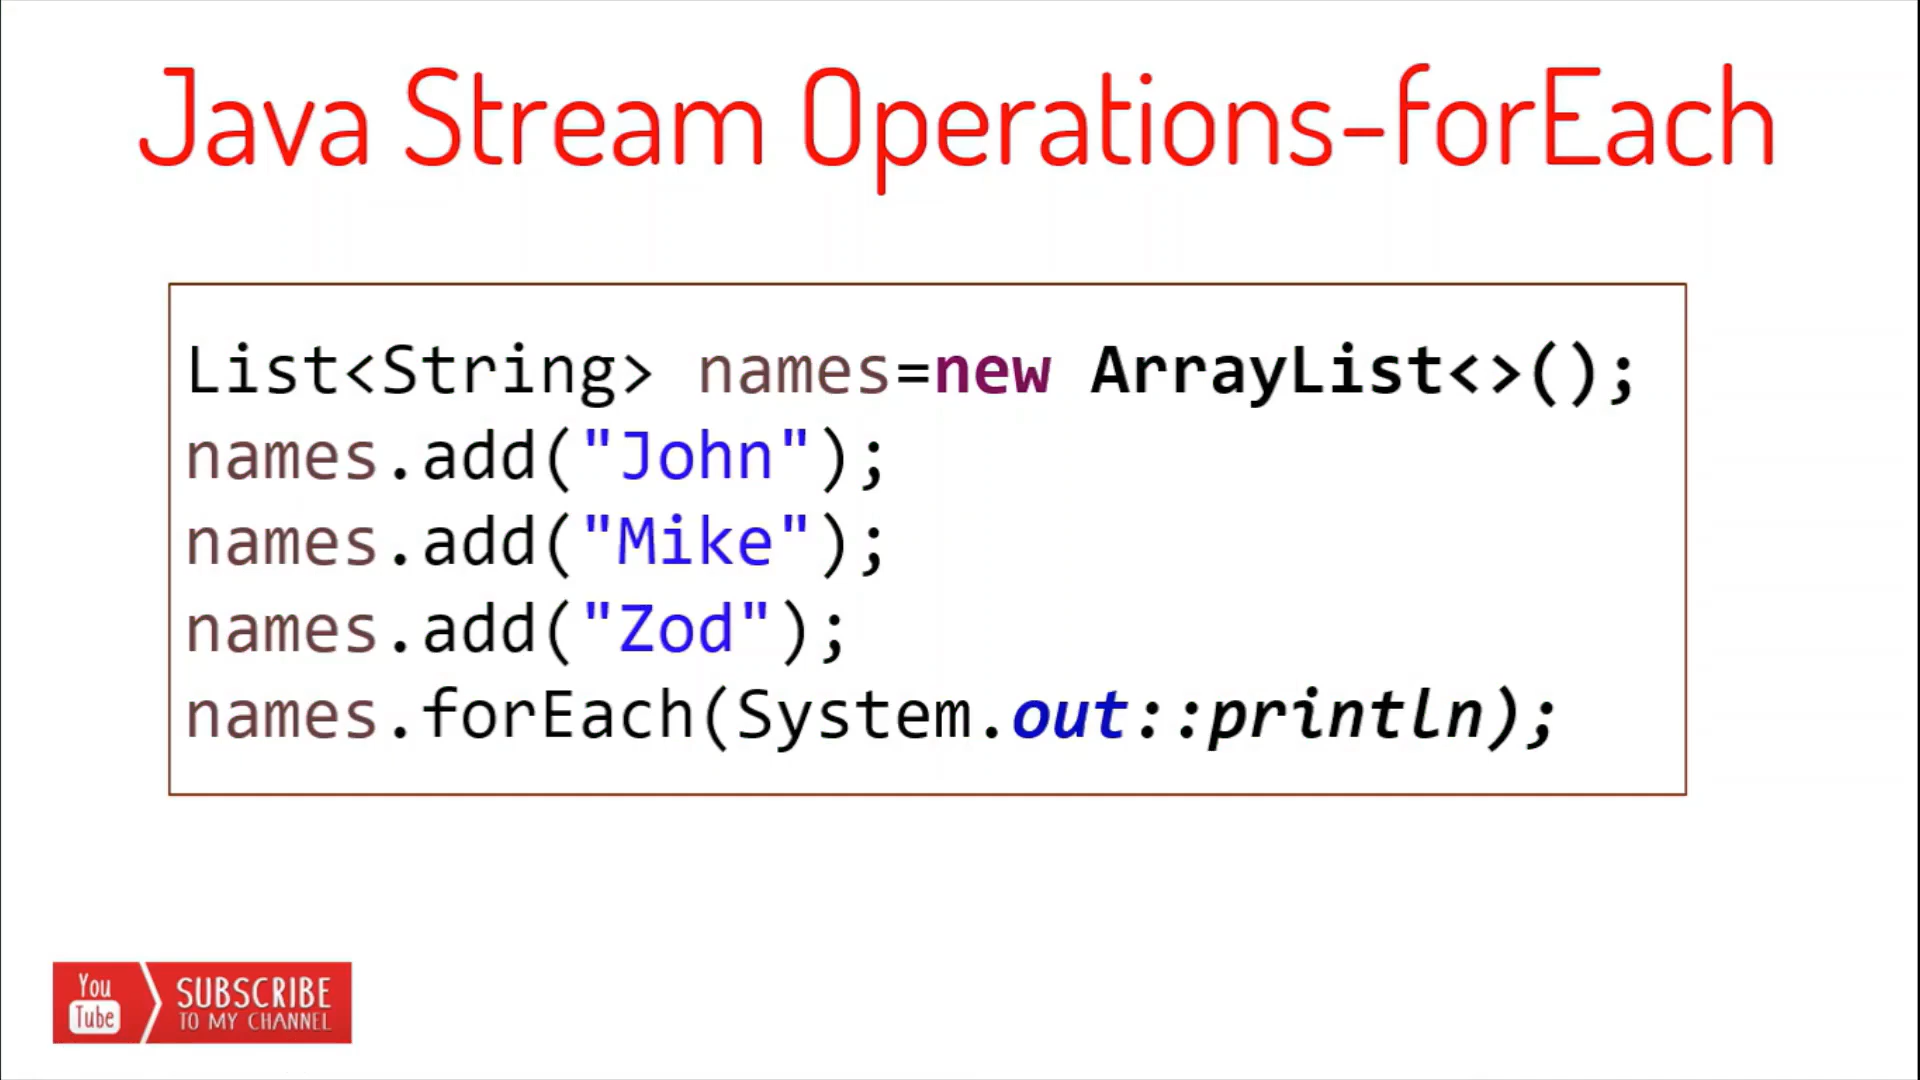 Java Stream Operations-forEach
List<String> names=new ArrayList<>();
names.add("John");
names.add("Mike");
names.add("Zod");
names.forEach(System.out::println);
You
Tube
SUBSCRIBE
TO MY CHANNEL